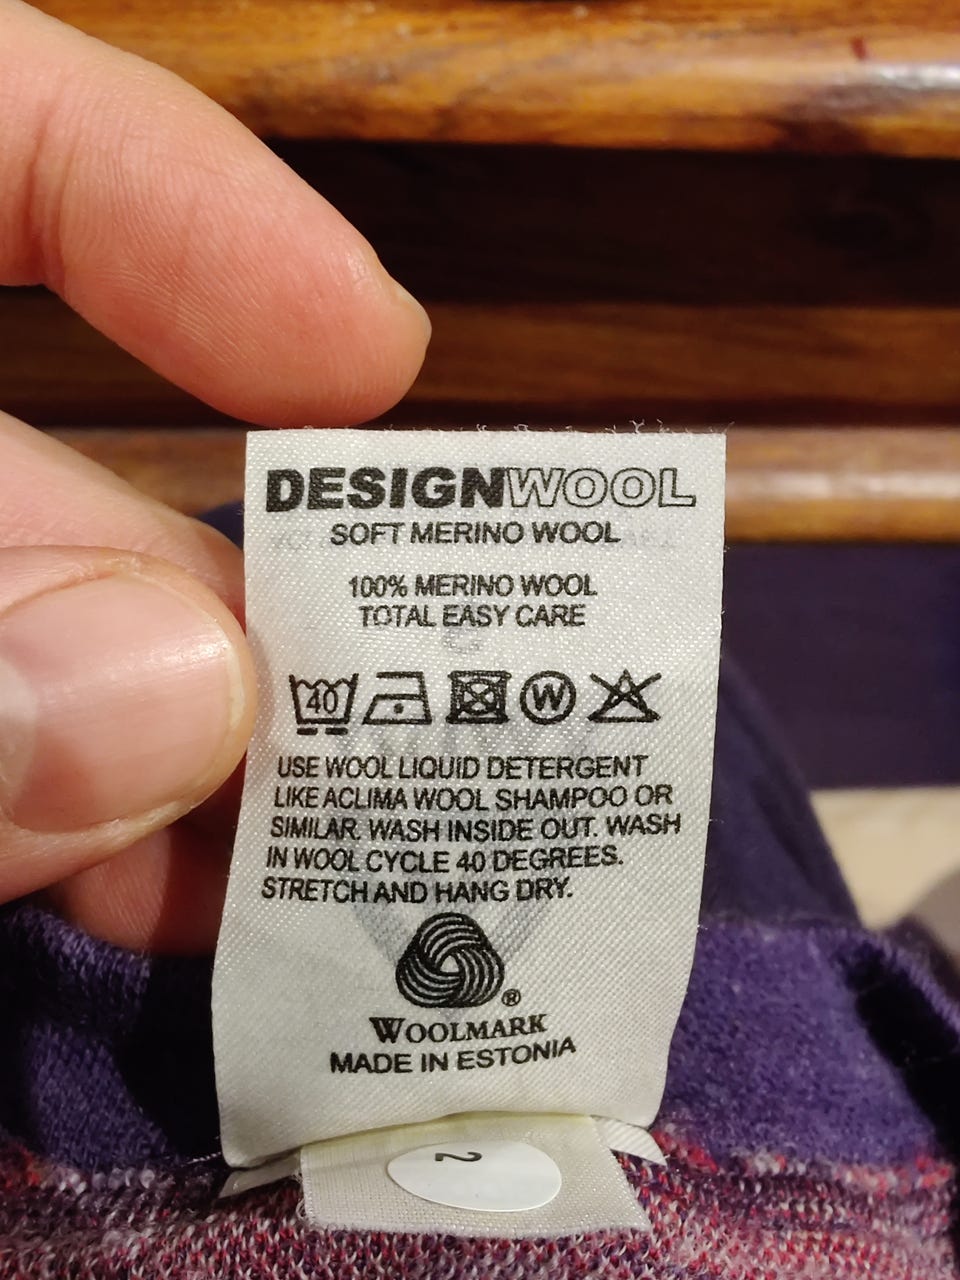 DESIGNWOOL
SOFT MERINO WOOL
100% MERINO WOOL
TOTAL EASY CARE
40 W
USE WOOL LIQUID DETERGENT
LIKE ACLIMA WOOL SHAMPOO OR
SIMILAR. WASH INSIDE OUT. WASH
IN WOOL CYCLE 40 DEGREES.
STRETCH AND HANG DRY.
®
WOOLMARK
MADE IN ESTONIA
2